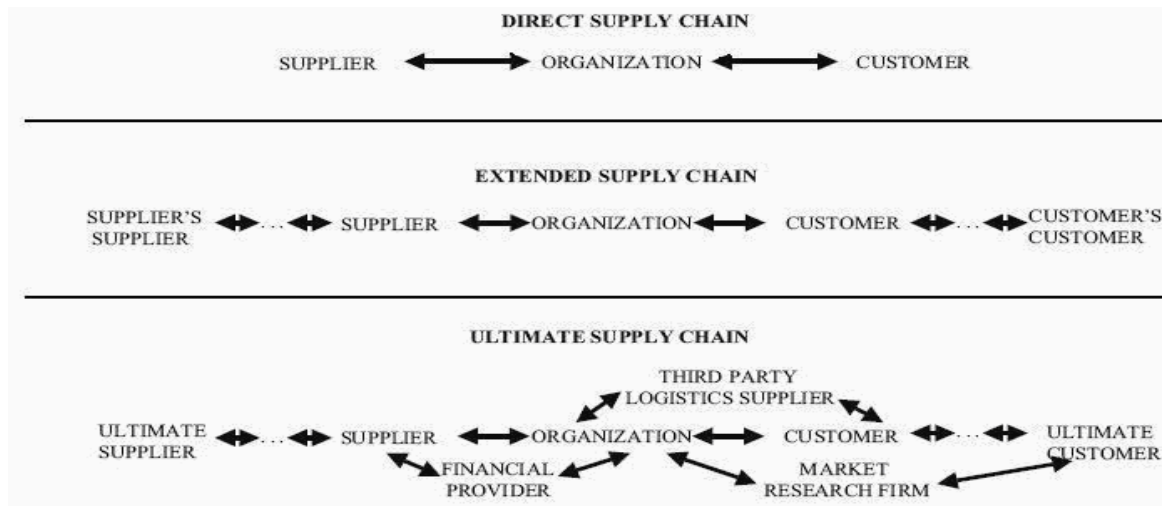 DIRECT SUPPLY CHAIN
SUPPLIER ORGANIZATION CUSTOMER
EXTENDED SUPPLY CHAIN
SUPPLIER'S
SUPPLIER
... SUPPLIER ORGANIZATION CUSTOMER ...
CUSTOMER'S
CUSTOMER
ULTIMATE SUPPLY CHAIN
THIRD PARTY
LOGISTICS SUPPLIER
ULTIMATE
SUPPLIER
... SUPPLIER ORGANIZATION CUSTOMER ...
ULTIMATE
CUSTOMER
FINANCIAL
PROVIDER
MARKET
RESEARCH FIRM